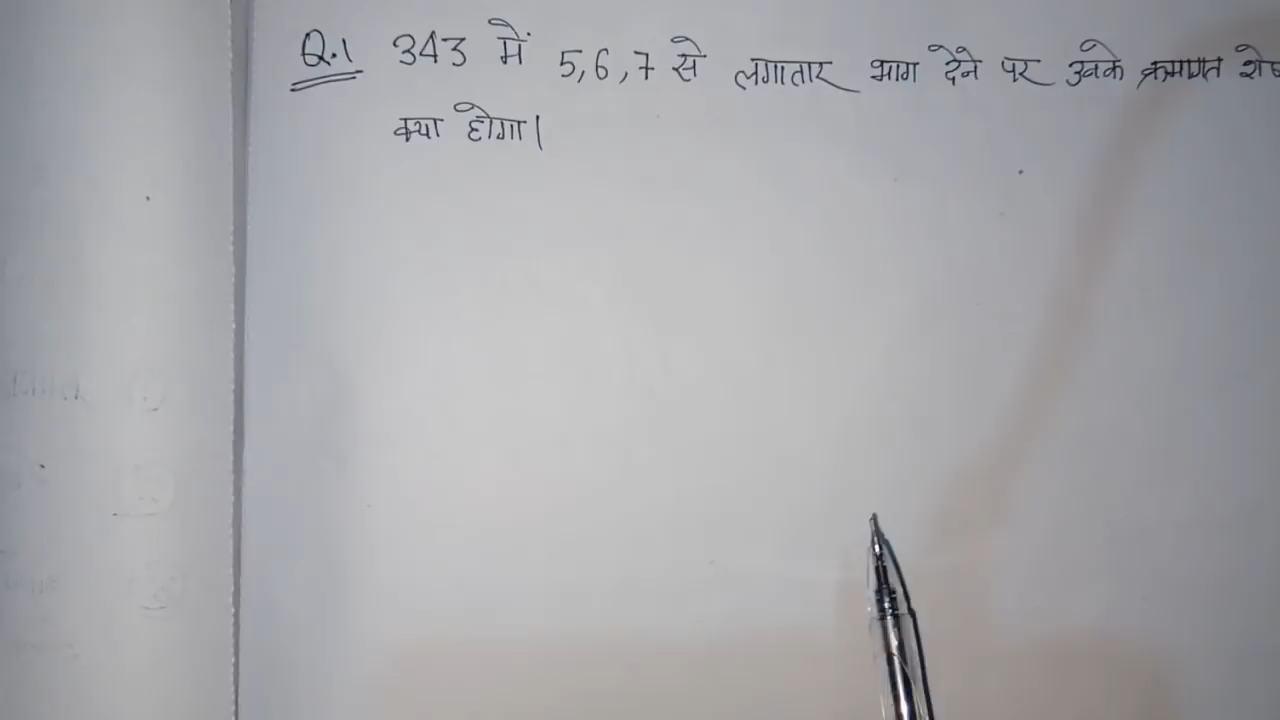 Q.1 343 में 5,6,7 से लगातार भाग देने पर उनके क्रमागत
क्या होगा।